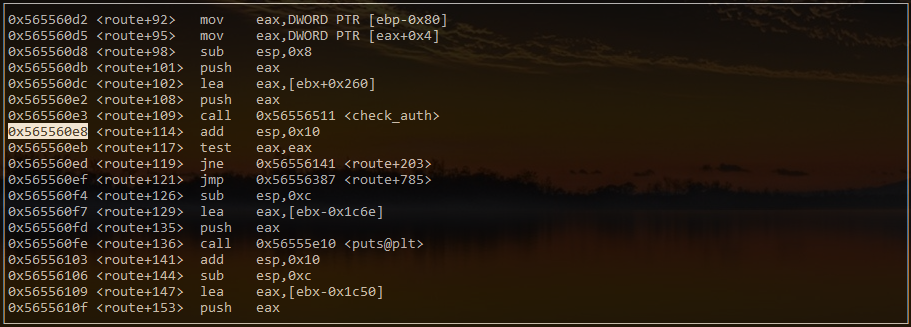 0x565560d2 <route+92> mov eax,DWORD PTR [ebp-0x80]
0x565560d5 <route+95> mov eax,DWORD PTR [eax+0x4]
0x565560d8 <route+98> sub esp,0x8
0x565560db <route+101> push eax
0x565560dc <route+102> lea eax,[ebx+0x260]
0x565560e2 <route+108> push eax
0x565560e3 <route+109> call 0x56556511 <check_auth>
0x565560e8 <route+114> add esp,0x10
0x565560eb <route+117> test eax,eax
0x565560ed <route+119> jne 0x56556141 <route+203>
0x565560ef <route+121> jmp 0x56556387 <route+785>
0x565560f4 <route+126> sub esp,0xc
0x565560f7 <route+129> lea eax,[ebx-0x1c6e]
0x565560fd <route+135> push eax
0x565560fe <route+136> call 0x56555e10 <puts@plt>
0x56556103 <route+141> add esp,0x10
0x56556106 <route+144> sub esp,0xc
0x56556109 <route+147> lea eax,[ebx-0x1c50]
0x5655610f <route+153> push eax